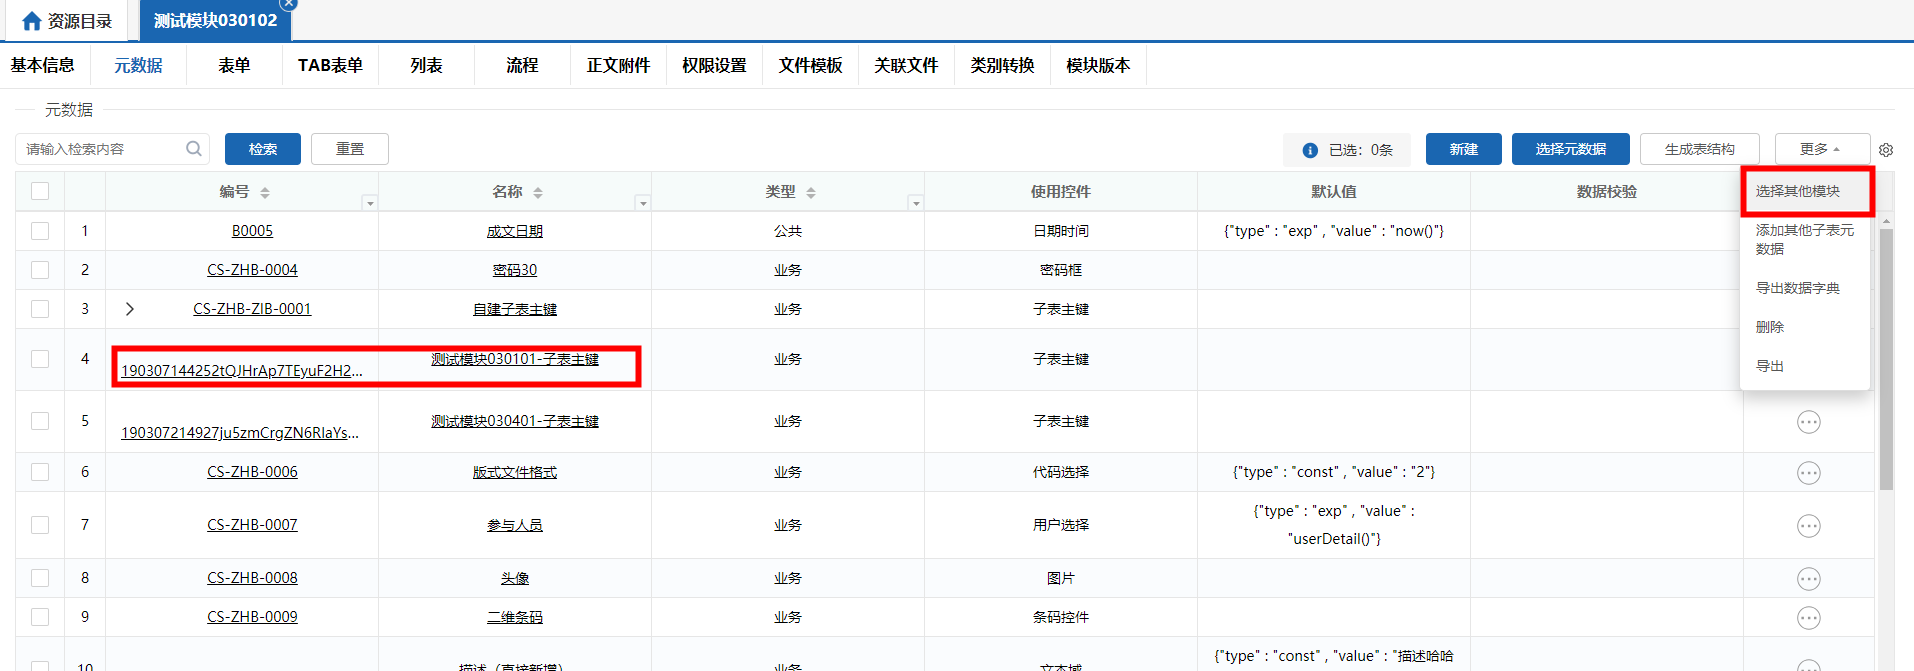 资源目录
测试模块030102
基本信息
元数据
表单
TAB表单
列表
流程
正文附件
权限设置
文件模板
关联文件
类别转换
模块版本
元数据
请输入检索内容
检索
重置
已选：0条
新建
选择元数据
生成表结构
更多
编号
名称
类型
使用控件
默认值
数据校验
选择其他模块
添加其他子表元
数据
导出数据字典
删除
导出
1
B0005
成文日期
公共
日期时间
{"type" : "exp" , "value" : "now()"}
2
CS-ZHB-0004
密码30
业务
密码框
3
CS-ZHB-ZIB-0001
自建子表主键
业务
子表主键
4
190307144252tQJHrAp7TEyuF2H2...
测试模块030101-子表主键
业务
子表主键
5
190307214927ju5zmCrgZN6RlaYs...
测试模块030401-子表主键
业务
子表主键
6
CS-ZHB-0006
版式文件格式
业务
代码选择
{"type" : "const" , "value" : "2"}
7
CS-ZHB-0007
参与人员
业务
用户选择
{"type" : "exp" , "value" :
"userDetail()"}
8
CS-ZHB-0008
头像
业务
图片
9
CS-ZHB-0009
二维条码
业务
条码控件
10
描述（直接新增）
业务
文本域
{"type" : "const" , "value" : "描述哈哈